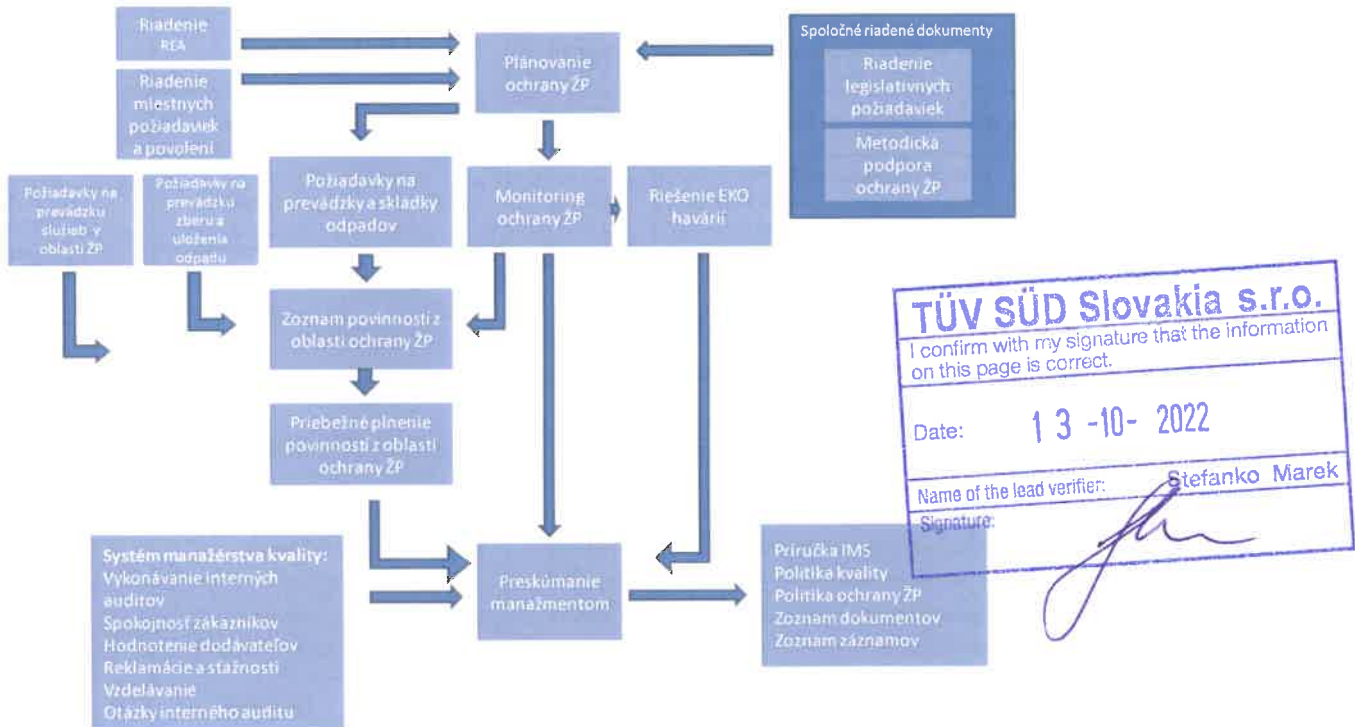 Riadenie
REA
Riadenie
miestnych
požiadaviek
a povolení
Plánovanie
ochrany ŽP
Spoločné riadené dokumenty
Riadenie
legislatívnych
požiadaviek
Metodická
podpora
ochrany ŽP
Požiadavky na
prevádzku
služieb v
oblasti ŽP
Požiadavky na
prevádzku
zberu a
uloženia
odpadu
Požiadavky na
prevádzky a skládky
odpadov
Monitoring
ochrany ŽP
Riešenie EKO
havárií
Zoznam povinností z
oblasti ochrany ŽP
Priebežné plnenie
povinností z oblasti
ochrany ŽP
Systém manažérstva kvality:
Vykonávanie interných
auditov
Spokojnosť zákazníkov
Hodnotenie dodávateľov
Reklamácie a sťažnosti
Vzdelávanie
Otázky interného auditu
Preskúmanie
manažmentom
Príručka IMS
Politika kvality
Politika ochrany ŽP
Zoznam dokumentov
Zoznam záznamov
TÜV SÜD Slovakia s.r.o.
I confirm with my signature that the information
on this page is correct.
Date: 13 -10- 2022
Name of the lead verifier: Stefanko Marek
Signature: